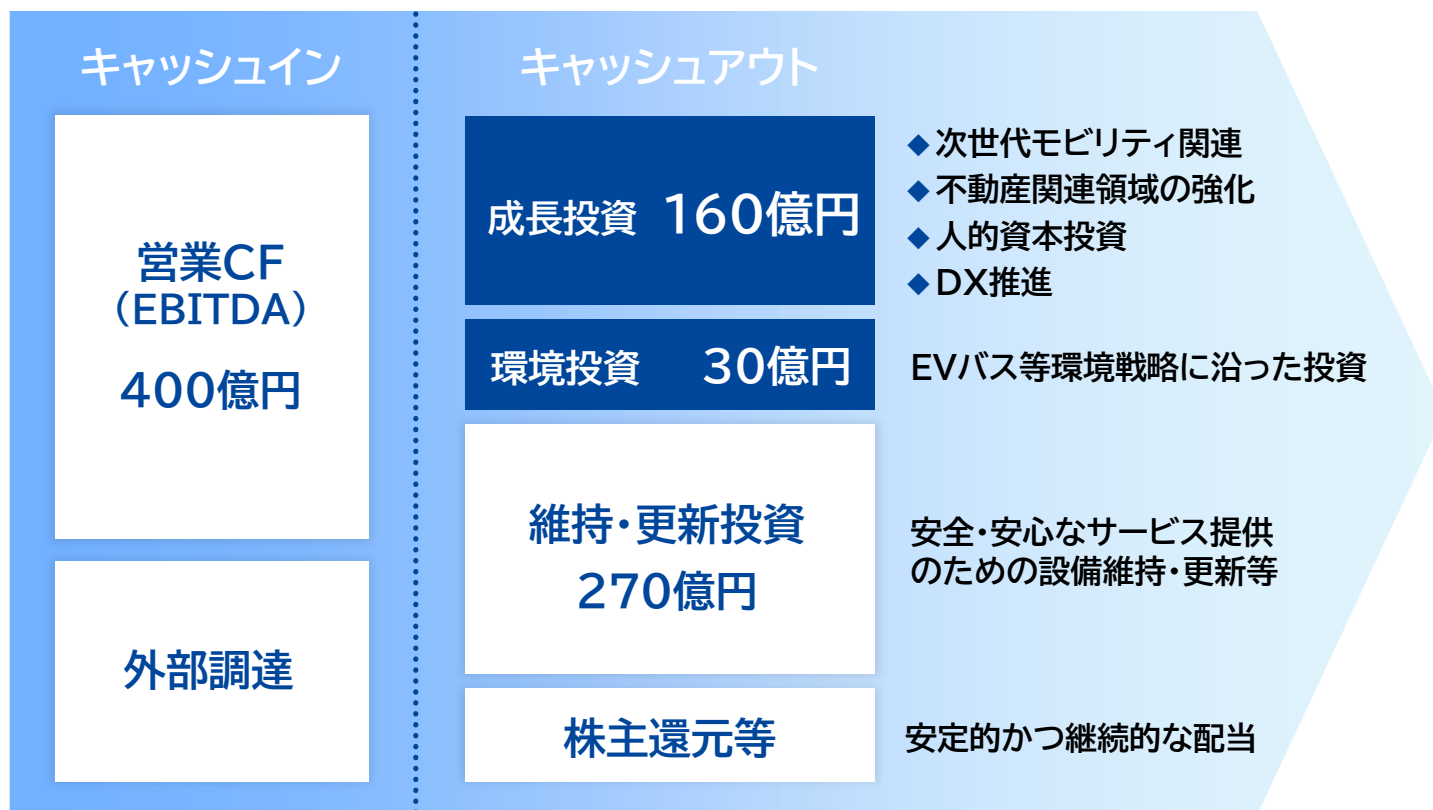 キャッシュイン
営業CF
（EBITDA）
400億円
外部調達
キャッシュアウト
成長投資 160億円
◆次世代モビリティ関連
◆不動産関連領域の強化
◆人的資本投資
◆DX推進
環境投資 30億円
EVバス等環境戦略に沿った投資
維持・更新投資
270億円
安全・安心なサービス提供
のための設備維持・更新等
株主還元等
安定的かつ継続的な配当